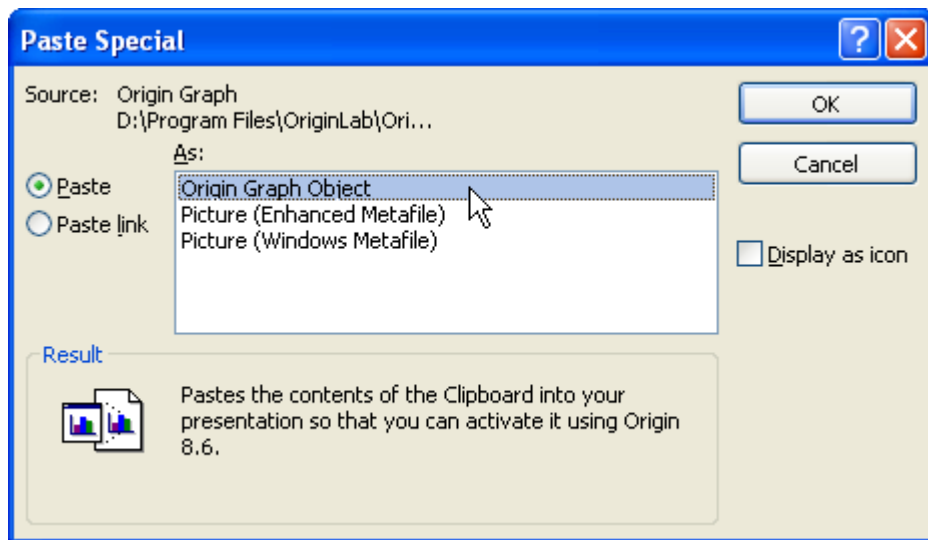 Paste Special
Source: Origin Graph
D:\Program Files\OriginLab\Ori...
As:
Paste
Paste link
Origin Graph Object
Picture (Enhanced Metafile)
Picture (Windows Metafile)
OK
Cancel
Display as icon
Result
Pastes the contents of the Clipboard into your
presentation so that you can activate it using Origin
8.6.